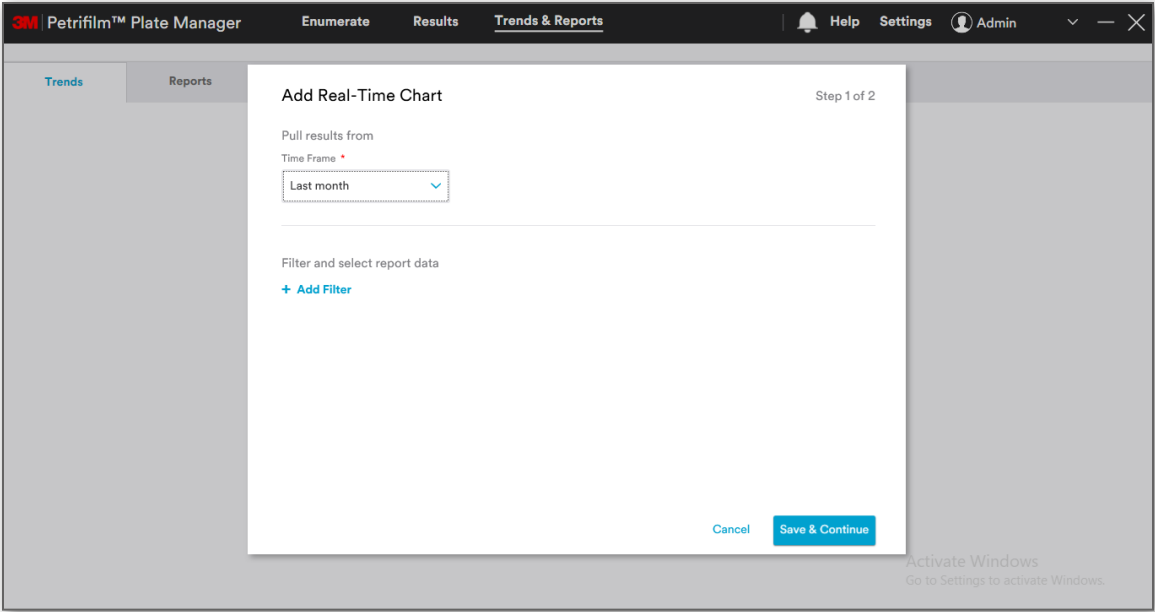 3M Petrifilm™ Plate Manager Enumerate Results Trends & Reports Help Settings Admin
Trends Reports
Add Real-Time Chart Step 1 of 2
Pull results from
Time Frame *
Last month
Filter and select report data
+ Add Filter
Cancel Save & Continue
Activate Windows
Go to Settings to activate Windows.